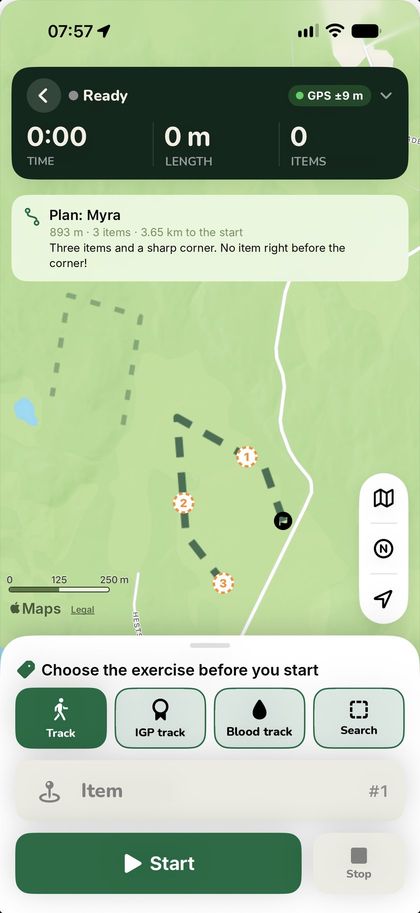 07:57
Ready
GPS ±9 m
0:00
0 m
0
TIME
LENGTH
ITEMS
Plan: Myra
893 m · 3 items · 3.65 km to the start
Three items and a sharp corner. No item right before the
corner!
1
2
3
N
0 125 250 m
Maps Legal
Choose the exercise before you start
Track
IGP track
Blood track
Search
Item
#1
Start
Stop